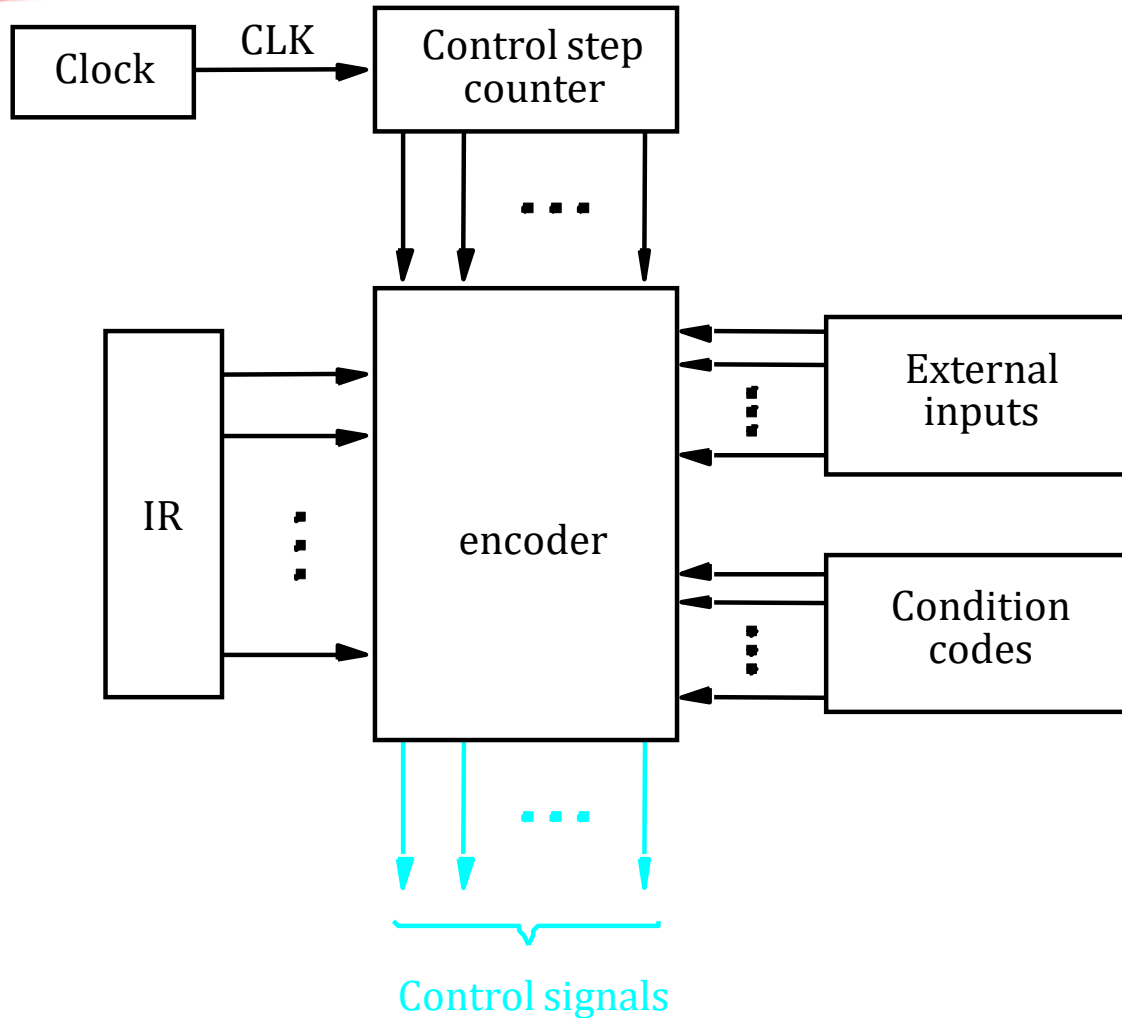 Clock
CLK
Control step
counter
IR
encoder
External
inputs
Condition
codes
Control signals